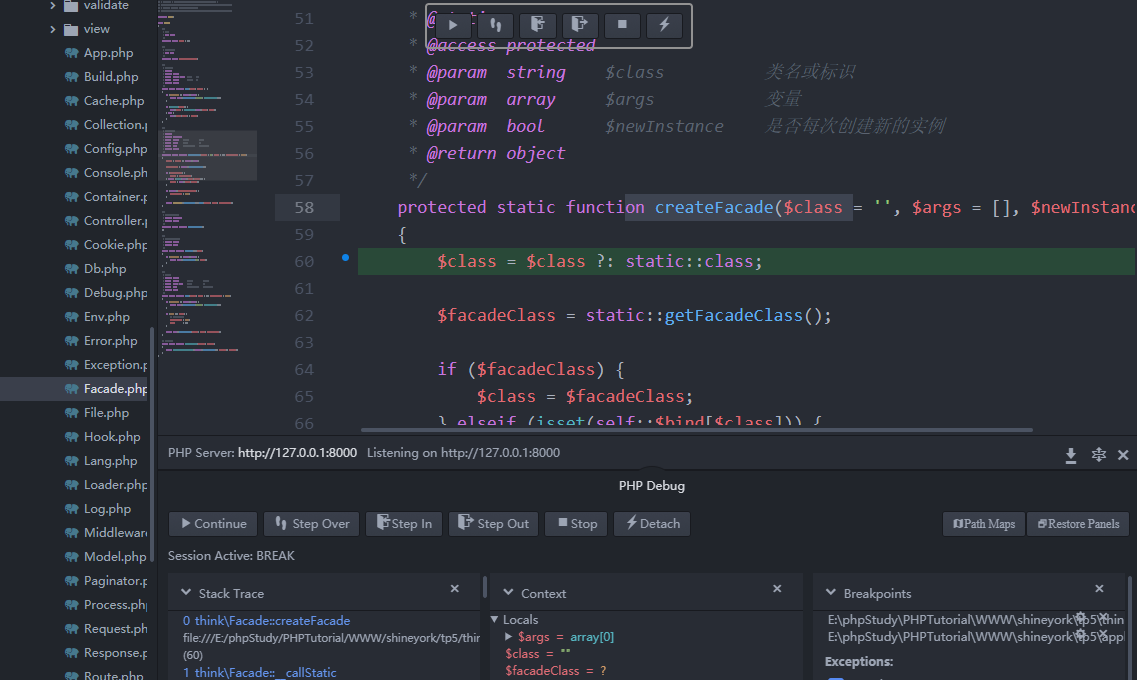 validate
view
App.php
Build.php
Cache.php
Collection.p
Config.php
Console.ph
Container.p
Controller.
Cookie.php
Db.php
Debug.php
Env.php
Error.php
Exception.p
Facade.php
File.php
Hook.php
Lang.php
Loader.php
Log.php
Middleware
Model.php
Paginator.p
Process.php
Request.ph
Response.p
Route.php
51 *
52 * @access protected
53 * @param string $class 类名或标识
54 * @param array $args 变量
55 * @param bool $newInstance 是否每次创建新的实例
56 * @return object
57 */
58 protected static function createFacade($class = '', $args = [], $newInstanc
59 {
60 $class = $class ?: static::class;
61
62 $facadeClass = static::getFacadeClass();
63
64 if ($facadeClass) {
65 $class = $facadeClass;
66 } elseif (isset(self::$bind[$class])) {
PHP Server: http://127.0.0.1:8000 Listening on http://127.0.0.1:8000
PHP Debug
Continue Step Over Step In Step Out Stop Detach Path Maps Restore Panels
Session Active: BREAK
Stack Trace
0 think\Facade::createFacade
file:///E:/phpStudy/PHPTutorial/WWW/shineyork/tp5/thin
(60)
1 think\Facade::__callStatic
Context
Locals
$args = array[0]
$class = ""
$facadeClass = ?
Breakpoints
E:\phpStudy\PHPTutorial\WWW\shineyork\tp5\thin
E:\phpStudy\PHPTutorial\WWW\shineyork\tp5\appl
Exceptions: